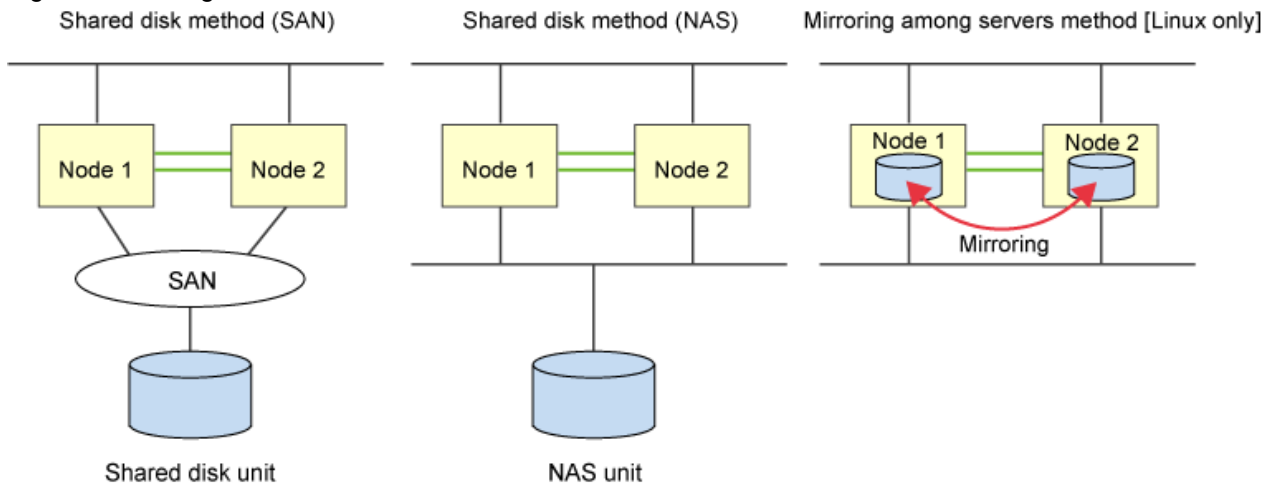 Shared disk method (SAN)
Shared disk method (NAS)
Mirroring among servers method [Linux only]
Node 1
Node 2
Node 1
Node 2
Node 1
Node 2
Mirroring
SAN
Shared disk unit
NAS unit